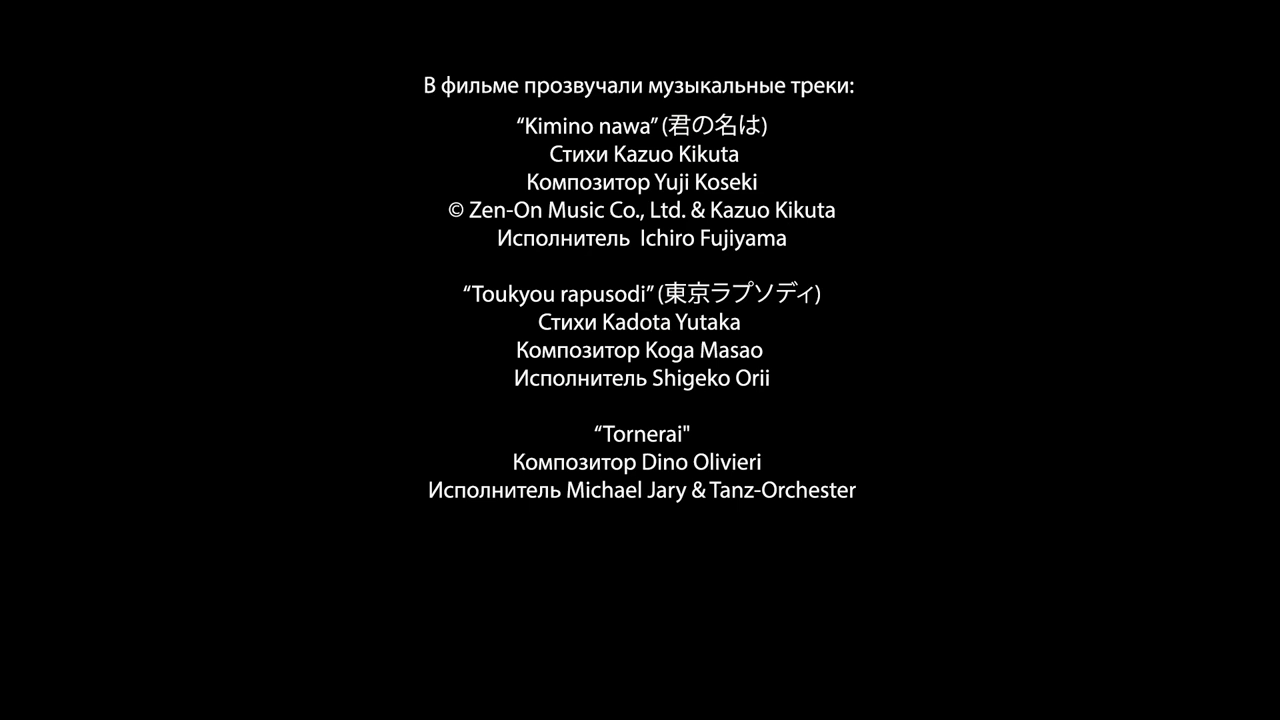 В фильме прозвучали музыкальные треки:
“Kimino nawa” (君の名は)
Стихи Kazuo Kikuta
Композитор Yuji Koseki
© Zen-On Music Co., Ltd. & Kazuo Kikuta
Исполнитель Ichiro Fujiyama
“Toukyou rapusodi” (東京ラプソディ)
Стихи Kadota Yutaka
Композитор Koga Masao
Исполнитель Shigeko Orii
“Tornerai"
Композитор Dino Olivieri
Исполнитель Michael Jary & Tanz-Orchester